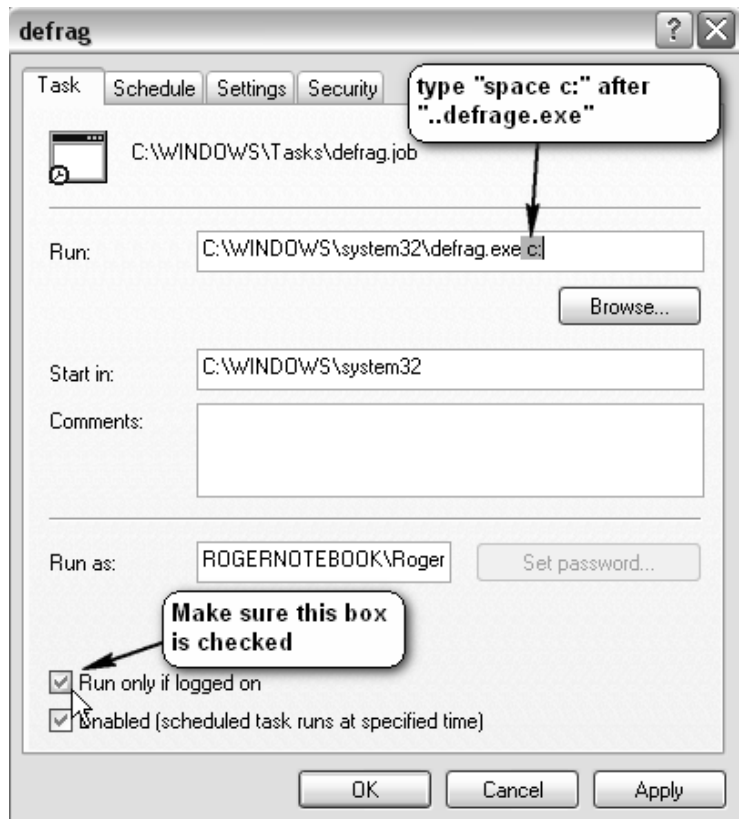 defrag
Task Schedule Settings Security
type "space c:" after
"..defrage.exe"
C:\WINDOWS\Tasks\defrag.job
Run: C:\WINDOWS\system32\defrag.exe c:
Browse...
Start in: C:\WINDOWS\system32
Comments:
Run as: ROGERNOTEBOOK\Roger Set password...
Make sure this box
is checked
Run only if logged on
Enabled (scheduled task runs at specified time)
OK Cancel Apply